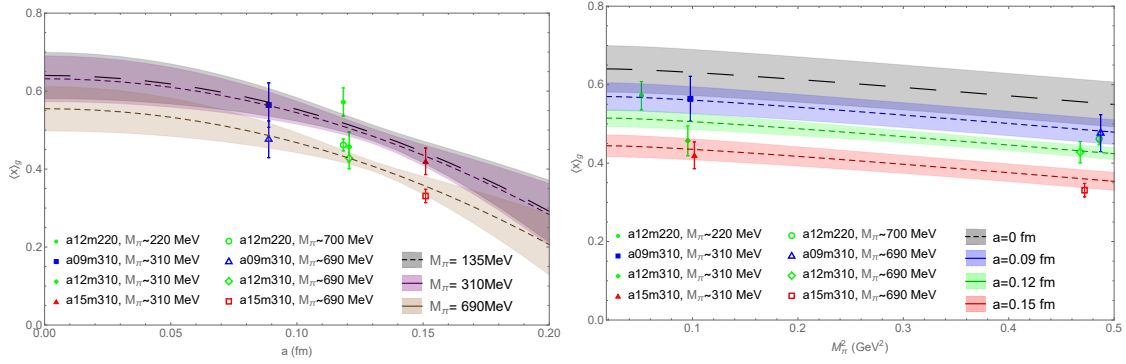 0.8
0.6
0.4
0.2
0.0
⟨x⟩g
0.00 0.05 0.10 0.15 0.20
a (fm)
a12m220, Mπ~220 MeV
a09m310, Mπ~310 MeV
a12m310, Mπ~310 MeV
a15m310, Mπ~310 MeV
a12m220, Mπ~700 MeV
a09m310, Mπ~690 MeV
a12m310, Mπ~690 MeV
a15m310, Mπ~690 MeV
Mπ= 135MeV
Mπ= 310MeV
Mπ= 690MeV
0.8
0.6
0.4
0.2
0.0
⟨x⟩g
0.1 0.2 0.3 0.4 0.5
Mπ² (GeV²)
a12m220, Mπ~220 MeV
a09m310, Mπ~310 MeV
a12m310, Mπ~310 MeV
a15m310, Mπ~310 MeV
a12m220, Mπ~700 MeV
a09m310, Mπ~690 MeV
a12m310, Mπ~690 MeV
a15m310, Mπ~690 MeV
a=0 fm
a=0.09 fm
a=0.12 fm
a=0.15 fm